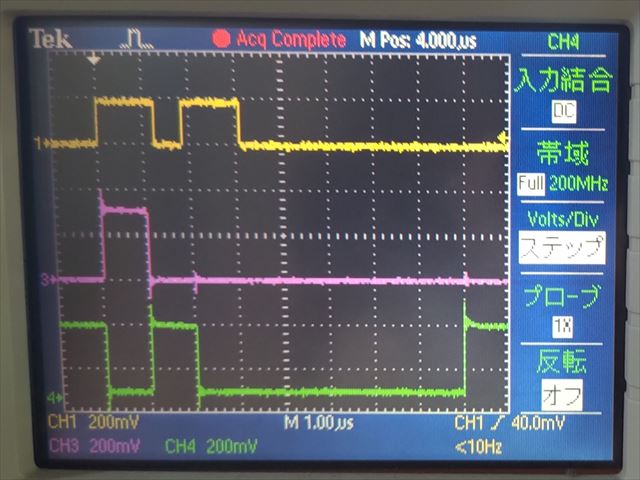 Tek Acq Complete M Pos: 4.000µs CH4
入力結合
DC
帯域
Full 200MHz
Volts/Div
ステップ
プローブ
1X
反転
オフ
1
3
4
CH1 200mV M 1.00µs CH1 40.0mV
CH3 200mV CH4 200mV <10Hz